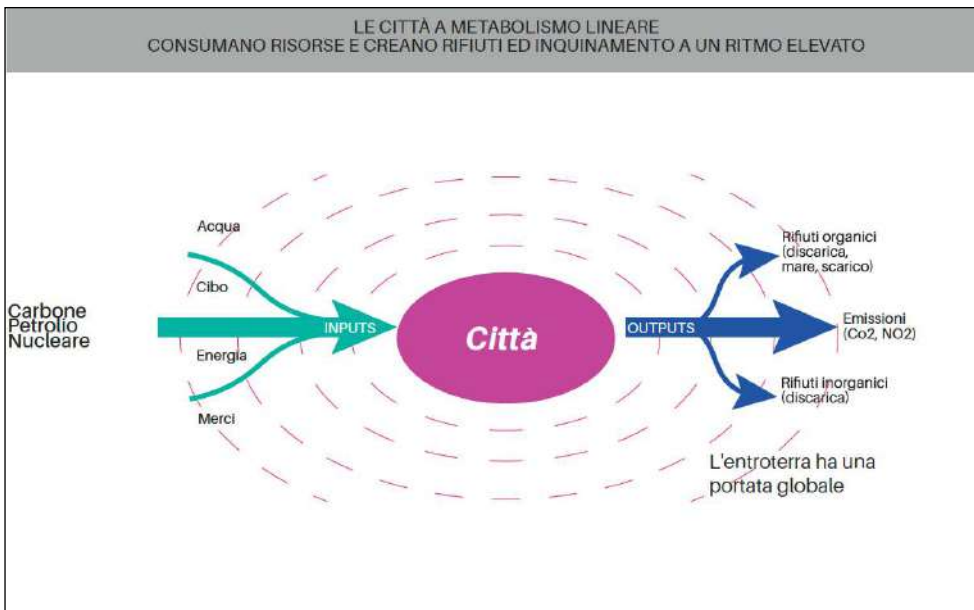 LE CITTÀ A METABOLISMO LINEARE
CONSUMANO RISORSE E CREANO RIFIUTI ED INQUINAMENTO A UN RITMO ELEVATO
Acqua
Cibo
Carbone
Petrolio
Nucleare
INPUTS
Energia
Merci
Città
OUTPUTS
Rifiuti organici
(discarica,
mare, scarico)
Emissioni
(Co2, NO2)
Rifiuti inorganici
(discarica)
L'entroterra ha una
portata globale